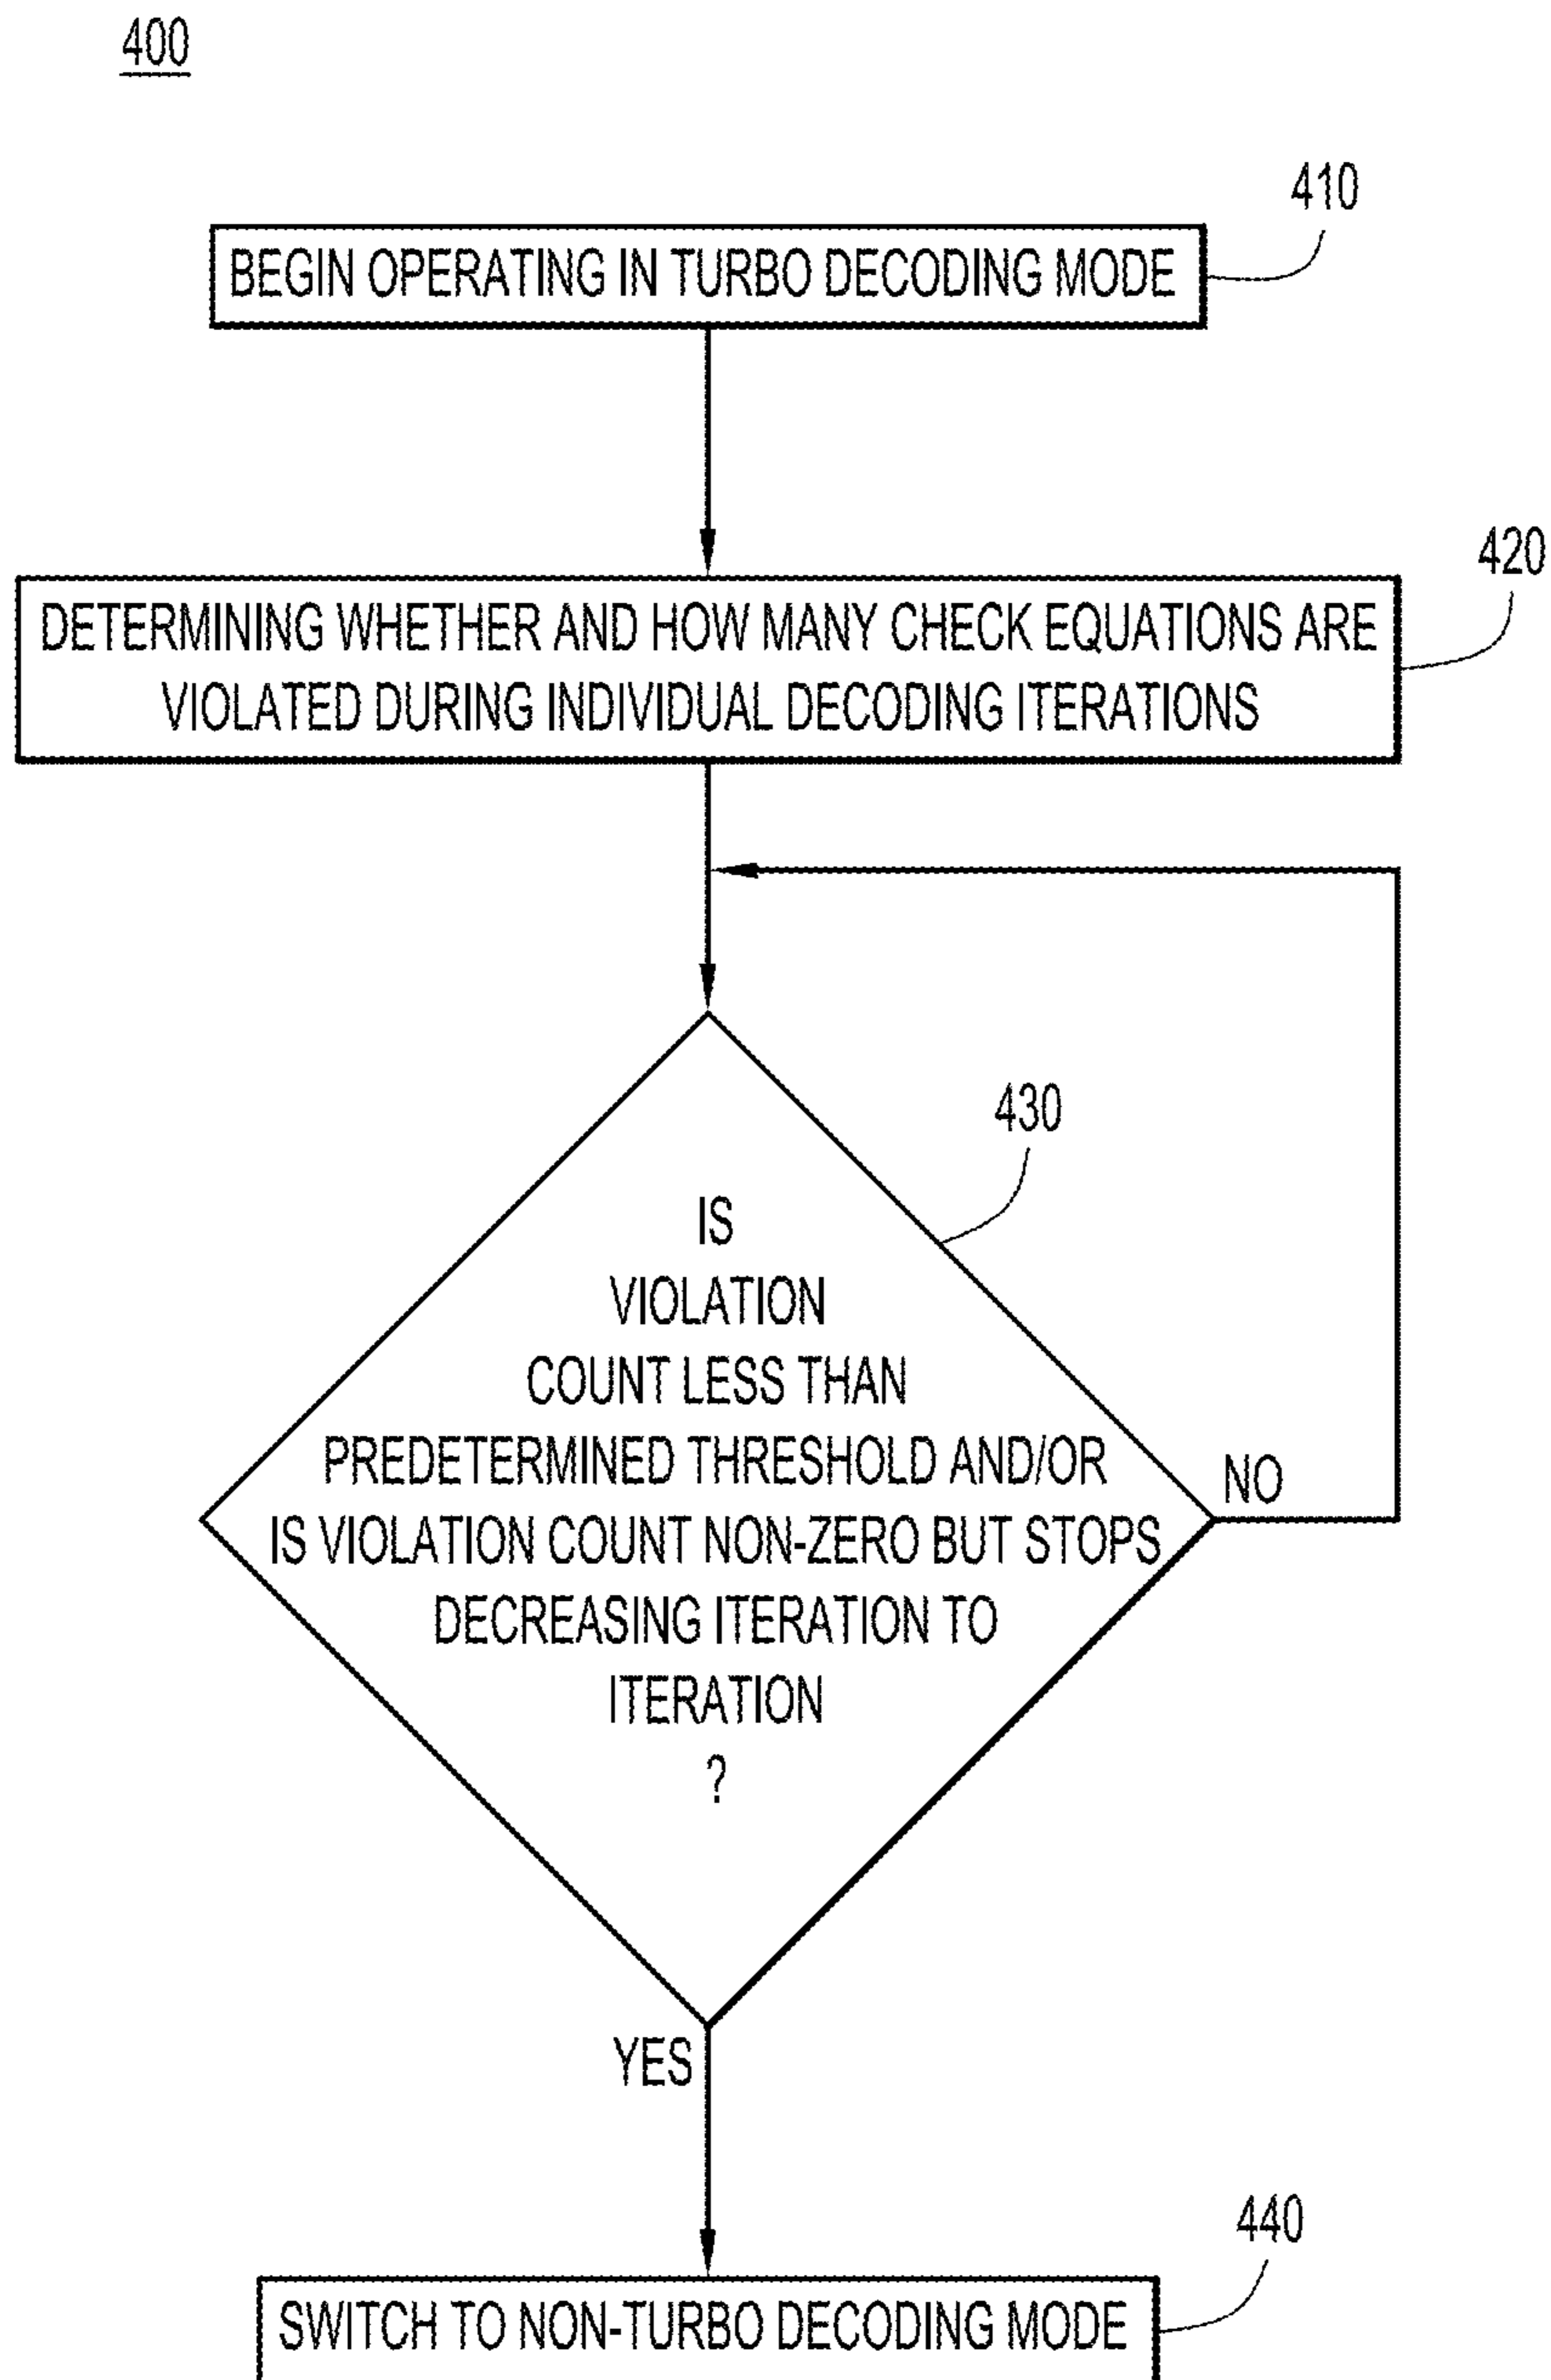 400
410
BEGIN OPERATING IN TURBO DECODING MODE
420
DETERMINING WHETHER AND HOW MANY CHECK EQUATIONS ARE
VIOLATED DURING INDIVIDUAL DECODING ITERATIONS
430
IS
VIOLATION
COUNT LESS THAN
PREDETERMINED THRESHOLD AND/OR
IS VIOLATION COUNT NON-ZERO BUT STOPS
DECREASING ITERATION TO
ITERATION
?
NO
YES
440
SWITCH TO NON-TURBO DECODING MODE